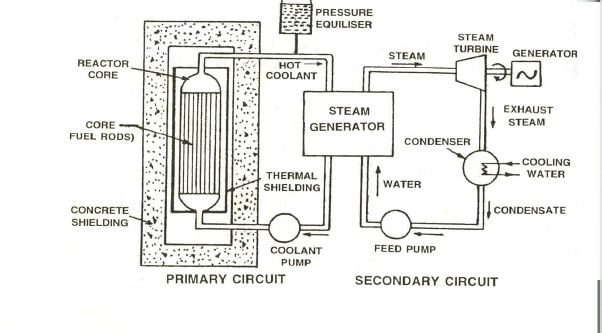 PRESSURE
EQUILISER
REACTOR
CORE
HOT
COOLANT
STEAM
STEAM
TURBINE
GENERATOR
STEAM
GENERATOR
EXHAUST
STEAM
CORE
FUEL RODS)
CONDENSER
COOLING
WATER
THERMAL
SHIELDING
WATER
CONCRETE
SHIELDING
CONDENSATE
COOLANT
PUMP
FEED PUMP
PRIMARY CIRCUIT
SECONDARY CIRCUIT